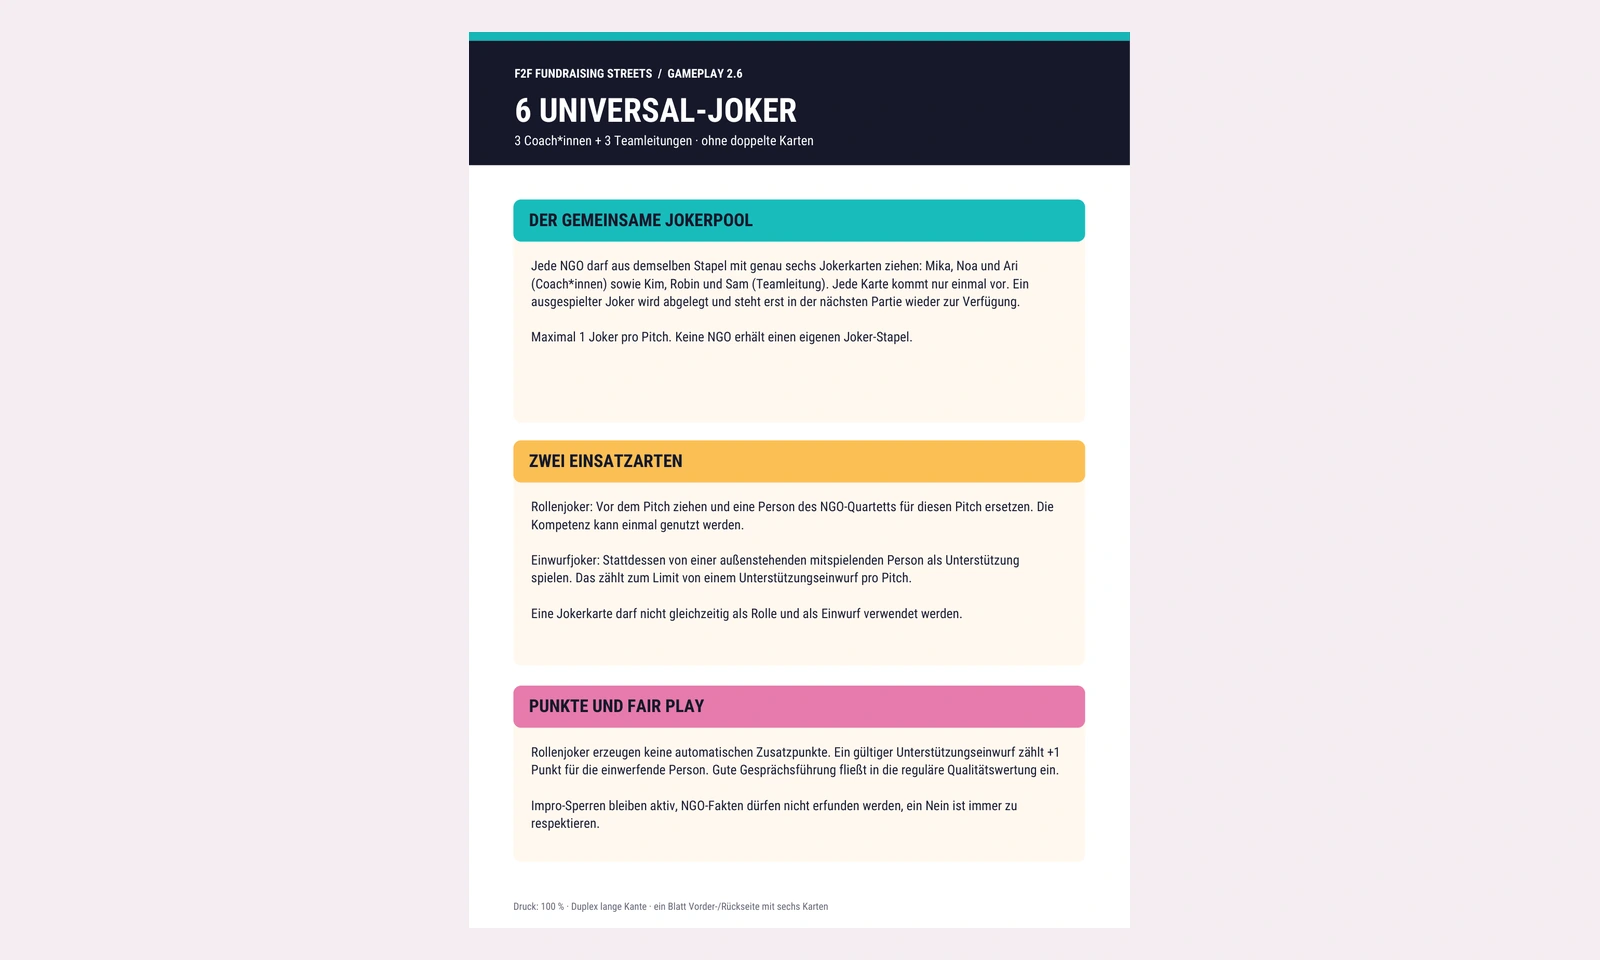 F2F FUNDRAISING STREETS / GAMEPLAY 2.6
6 UNIVERSAL-JOKER
3 Coach*innen + 3 Teamleitungen · ohne doppelte Karten
DER GEMEINSAME JOKERPOOL
Jede NGO darf aus demselben Stapel mit genau sechs Jokerkarten ziehen: Mika, Noa und Ari
(Coach*innen) sowie Kim, Robin und Sam (Teamleitung). Jede Karte kommt nur einmal vor. Ein
ausgespielter Joker wird abgelegt und steht erst in der nächsten Partie wieder zur Verfügung.
Maximal 1 Joker pro Pitch. Keine NGO erhält einen eigenen Joker-Stapel.
ZWEI EINSATZARTEN
Rollenjoker: Vor dem Pitch ziehen und eine Person des NGO-Quartetts für diesen Pitch ersetzen. Die
Kompetenz kann einmal genutzt werden.
Einwurfjoker: Stattdessen von einer außenstehenden mitspielenden Person als Unterstützung
spielen. Das zählt zum Limit von einem Unterstützungseinwurf pro Pitch.
Eine Jokerkarte darf nicht gleichzeitig als Rolle und als Einwurf verwendet werden.
PUNKTE UND FAIR PLAY
Rollenjoker erzeugen keine automatischen Zusatzpunkte. Ein gültiger Unterstützungseinwurf zählt +1
Punkt für die einwerfende Person. Gute Gesprächsführung fließt in die reguläre Qualitätswertung ein.
Impro-Sperren bleiben aktiv, NGO-Fakten dürfen nicht erfunden werden, ein Nein ist immer zu
respektieren.
Druck: 100 % · Duplex lange Kante · ein Blatt Vorder-/Rückseite mit sechs Karten